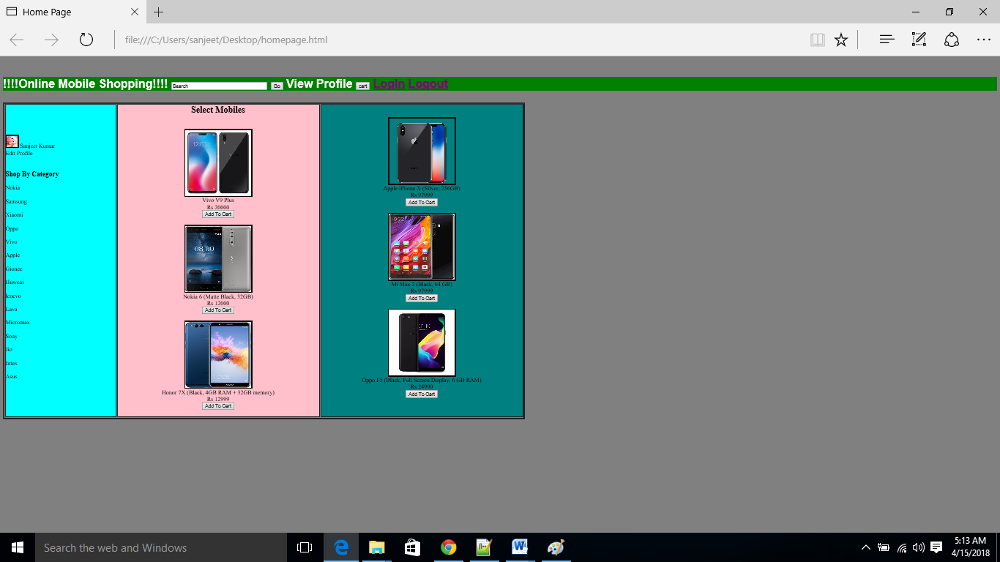 Home Page
file:///C:/Users/sanjeet/Desktop/homepage.html
!!!!Online Mobile Shopping!!!! Search Go View Profile cart LogIn Logout
Sanjeet Kumar
Edit Profile
Shop By Category
Nokia
Samsung
Xiaomi
Oppo
Vivo
Apple
Gionee
Huweai
lenevo
Lava
Micromax
Sony
Jio
Intex
Asus
Select Mobiles
Vivo V9 Plus
Rs 20000
Add To Cart
08 00
Nokia 6 (Matte Black, 32GB)
Rs 12000
Add To Cart
Honor 7X (Black, 4GB RAM + 32GB memory)
Rs 12999
Add To Cart
Apple iPhone X (Silver, 256GB)
Rs 97999
Add To Cart
9:32
Mi Max 2 (Black, 64 GB)
Rs 97999
Add To Cart
Oppo F5 (Black, Full Screen Display, 6 GB RAM)
Rs 24990
Add To Cart
Search the web and Windows
5:13 AM
4/15/2018